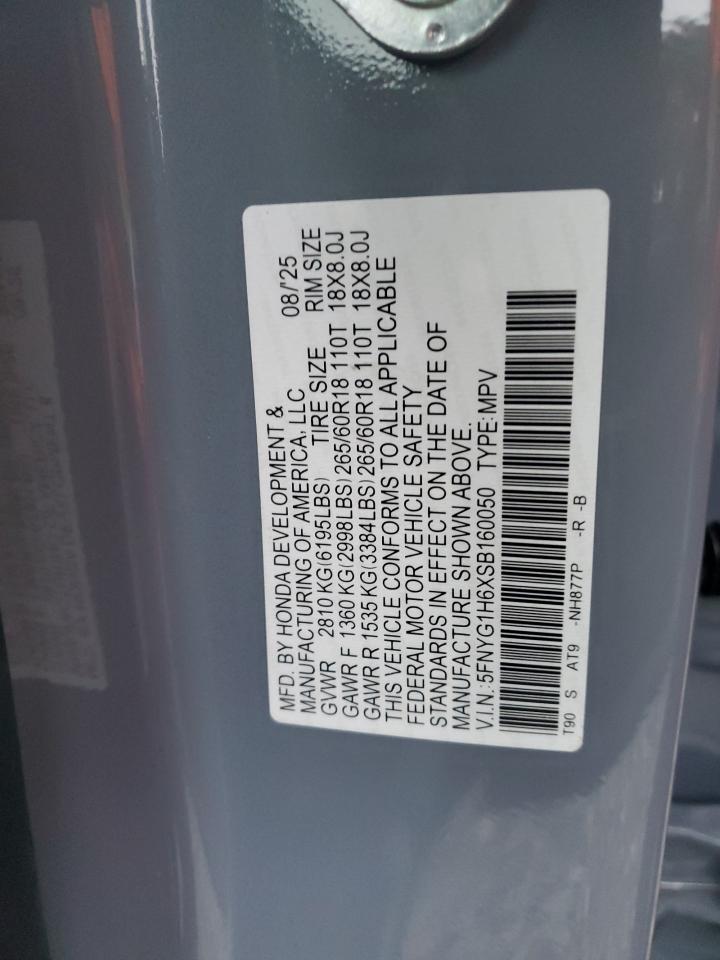 MFD. BY HONDA DEVELOPMENT &
MANUFACTURING OF AMERICA, LLC 08/'25
GVWR 2810 KG(6195LBS) TIRE SIZE RIM SIZE
GAWR F 1360 KG(2998LBS) 265/60R18 110T 18X8.0J
GAWR R 1535 KG(3384LBS) 265/60R18 110T 18X8.0J
THIS VEHICLE CONFORMS TO ALL APPLICABLE
FEDERAL MOTOR VEHICLE SAFETY
STANDARDS IN EFFECT ON THE DATE OF
MANUFACTURE SHOWN ABOVE.
V.I.N.: 5FNYG1H6XSB160050 TYPE: MPV
T90 S AT9 -NH877P -R -B